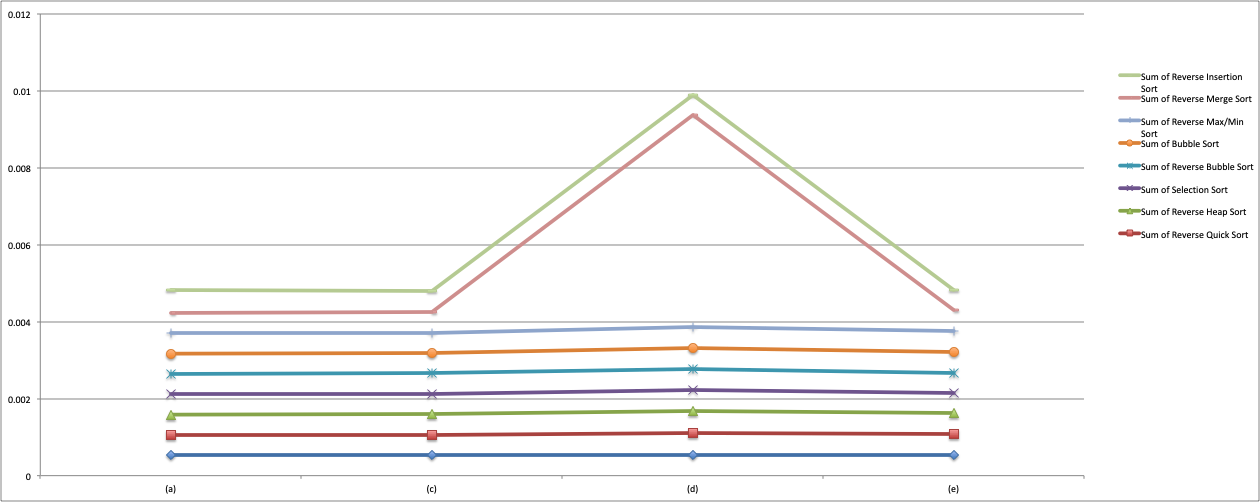 0.012
0.01
0.008
0.006
0.004
0.002
0
(a)
(c)
(d)
(e)
Sum of Reverse Insertion
Sort
Sum of Reverse Merge Sort
Sum of Reverse Max/Min
Sort
Sum of Bubble Sort
Sum of Reverse Bubble Sort
Sum of Selection Sort
Sum of Reverse Heap Sort
Sum of Reverse Quick Sort